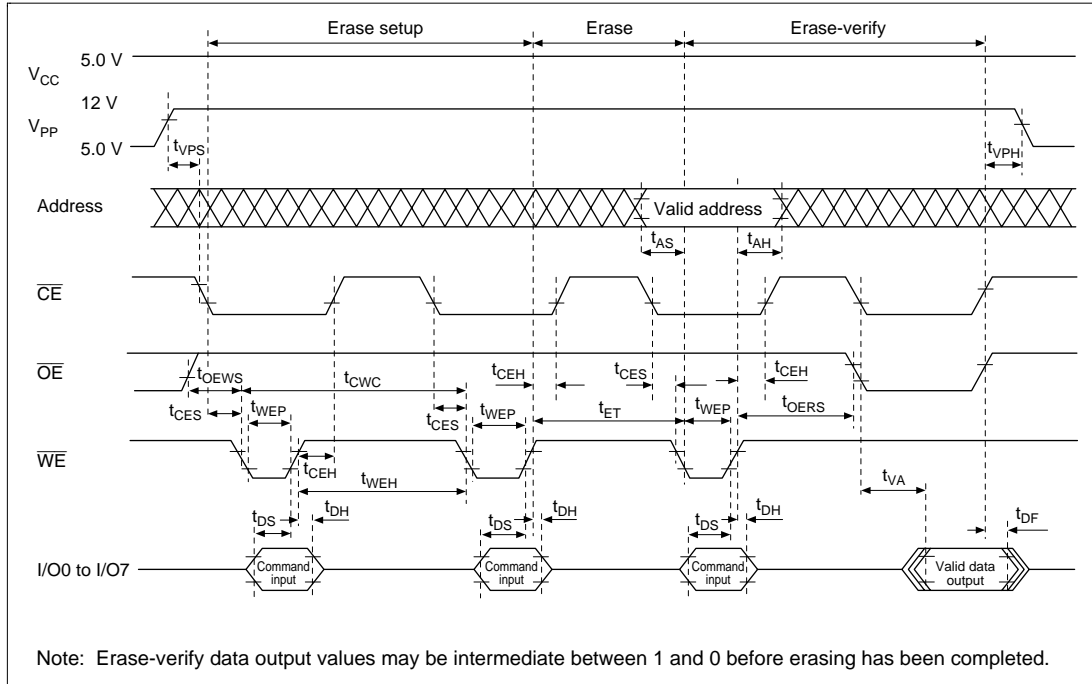 Erase setup Erase Erase-verify
5.0 V
VCC
12 V
VPP
5.0 V
tVPS tVPH
Address Valid address
tAS tAH
CE
OE
tOEWS tCWC tCEH tCES tCEH
tCES tWEP tCES tWEP tET tWEP tOERS
WE
tCEH
tWEH tVA
tDS tDH tDS tDH tDS tDH tDF
I/O0 to I/O7 Command input Command input Command input Valid data output
Note: Erase-verify data output values may be intermediate between 1 and 0 before erasing has been completed.